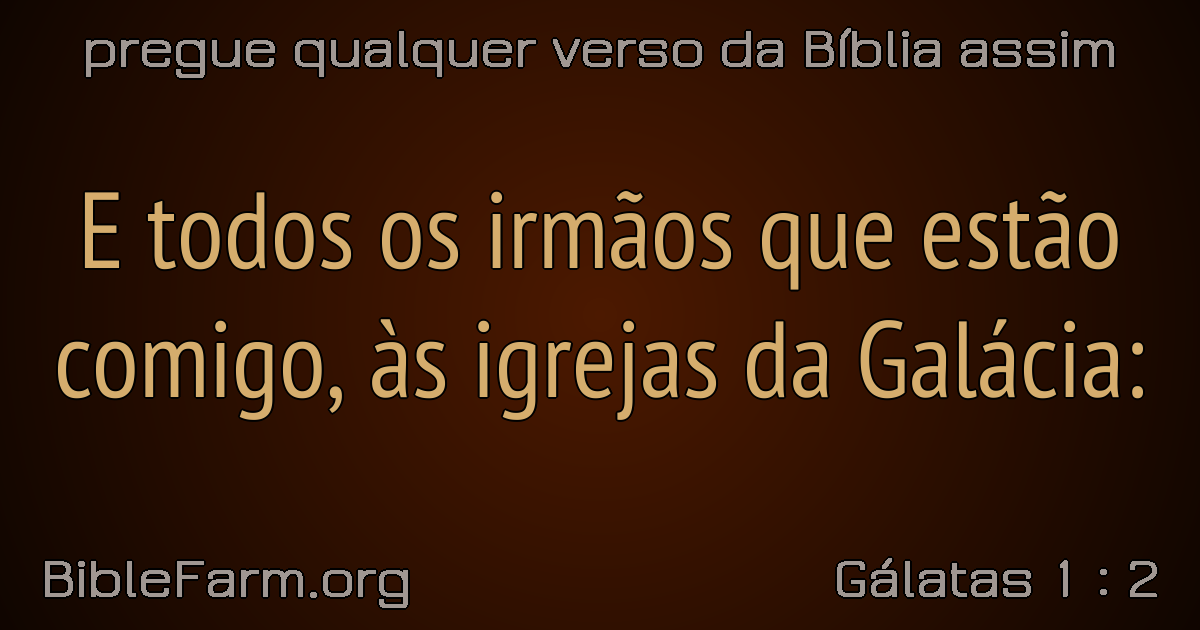 pregue qualquer verso da Bíblia assim
E todos os irmãos que estão
comigo, às igrejas da Galácia:
BibleFarm.org
Gálatas 1 : 2